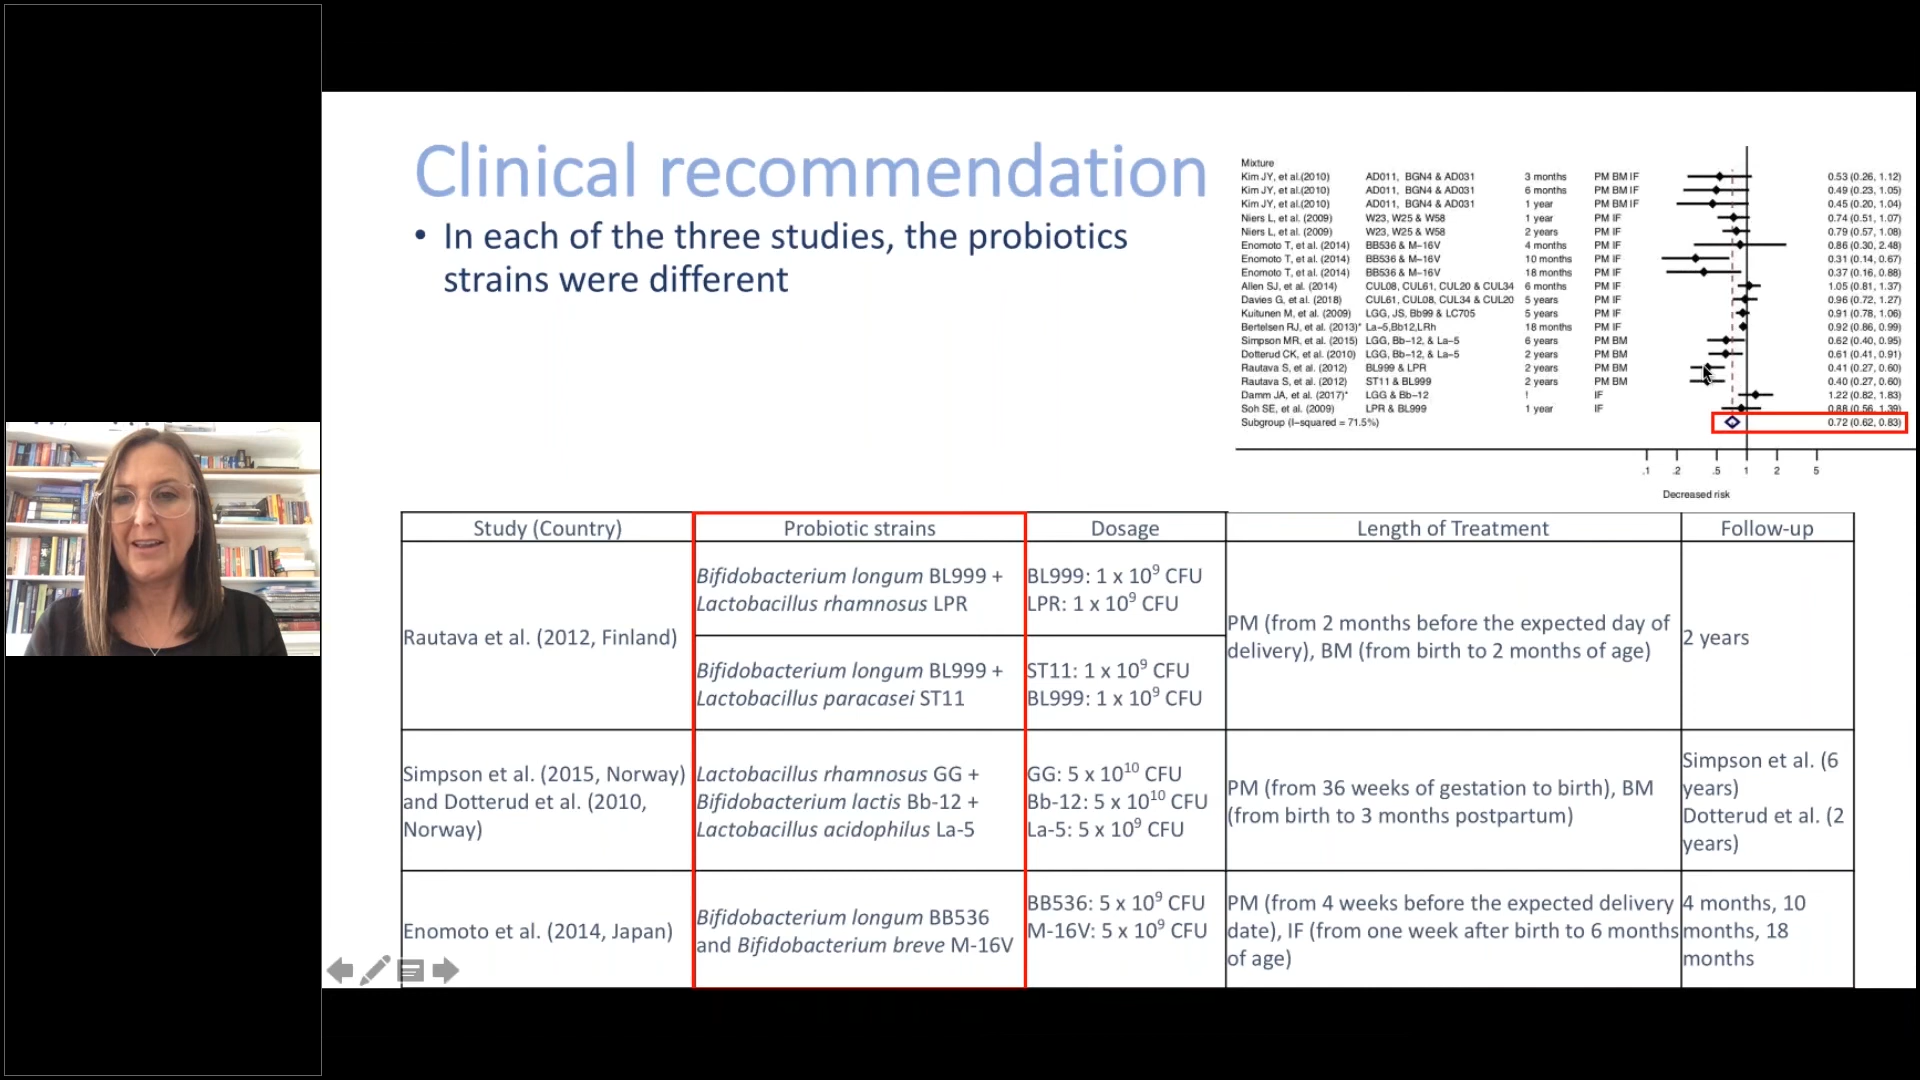 Clinical recommendation
• In each of the three studies, the probiotics
strains were different
Mixture
Kim JY, et al.(2010) AD011, BGN4 & AD031 3 months PM BM IF 0.53 (0.26, 1.12)
Kim JY, et al.(2010) AD011, BGN4 & AD031 6 months PM BM IF 0.49 (0.23, 1.05)
Kim JY, et al.(2010) AD011, BGN4 & AD031 1 year PM BM IF 0.45 (0.20, 1.04)
Niers L, et al. (2009) W23, W25 & W58 1 year PM IF 0.74 (0.51, 1.07)
Niers L, et al. (2009) W23, W25 & W58 2 years PM IF 0.79 (0.57, 1.08)
Enomoto T, et al. (2014) BB536 & M-16V 4 months PM IF 0.86 (0.30, 2.48)
Enomoto T, et al. (2014) BB536 & M-16V 10 months PM IF 0.31 (0.14, 0.67)
Enomoto T, et al. (2014) BB536 & M-16V 18 months PM IF 0.37 (0.16, 0.88)
Allen SJ, et al. (2014) CUL08, CUL61, CUL20 & CUL34 6 months PM IF 1.05 (0.81, 1.37)
Davies G, et al. (2018) CUL61, CUL08, CUL34 & CUL20 5 years PM IF 0.96 (0.72, 1.27)
Kuitunen M, et al. (2009) LGG, JS, Bb99 & LC705 5 years PM IF 0.91 (0.78, 1.06)
Bertelsen RJ, et al. (2013)* La-5,Bb12,LRh 18 months PM IF 0.92 (0.86, 0.99)
Simpson MR, et al. (2015) LGG, Bb-12, & La-5 6 years PM BM 0.62 (0.40, 0.95)
Dotterud CK, et al. (2010) LGG, Bb-12, & La-5 2 years PM BM 0.61 (0.41, 0.91)
Rautava S, et al. (2012) BL999 & LPR 2 years PM BM 0.41 (0.27, 0.60)
Rautava S, et al. (2012) ST11 & BL999 2 years PM BM 0.40 (0.27, 0.60)
Damm JA, et al. (2017)* LGG & Bb-12 ! IF 1.22 (0.82, 1.83)
Soh SE, et al. (2009) LPR & BL999 1 year IF 0.88 (0.56, 1.39)
Subgroup (I-squared = 71.5%) 0.72 (0.62, 0.83)
.1 .2 .5 1 2 5
Decreased risk
Study (Country) Probiotic strains Dosage Length of Treatment Follow-up
Rautava et al. (2012, Finland)
Bifidobacterium longum BL999 +
Lactobacillus rhamnosus LPR
BL999: 1 x 10⁹ CFU
LPR: 1 x 10⁹ CFU
Bifidobacterium longum BL999 +
Lactobacillus paracasei ST11
ST11: 1 x 10⁹ CFU
BL999: 1 x 10⁹ CFU
PM (from 2 months before the expected day of
delivery), BM (from birth to 2 months of age)
2 years
Simpson et al. (2015, Norway)
and Dotterud et al. (2010,
Norway)
Lactobacillus rhamnosus GG +
Bifidobacterium lactis Bb-12 +
Lactobacillus acidophilus La-5
GG: 5 x 10¹⁰ CFU
Bb-12: 5 x 10¹⁰ CFU
La-5: 5 x 10⁹ CFU
PM (from 36 weeks of gestation to birth), BM
(from birth to 3 months postpartum)
Simpson et al. (6
years)
Dotterud et al. (2
years)
Enomoto et al. (2014, Japan)
Bifidobacterium longum BB536
and Bifidobacterium breve M-16V
BB536: 5 x 10⁹ CFU
M-16V: 5 x 10⁹ CFU
PM (from 4 weeks before the expected delivery
date), IF (from one week after birth to 6 months
of age)
4 months, 10
months, 18
months